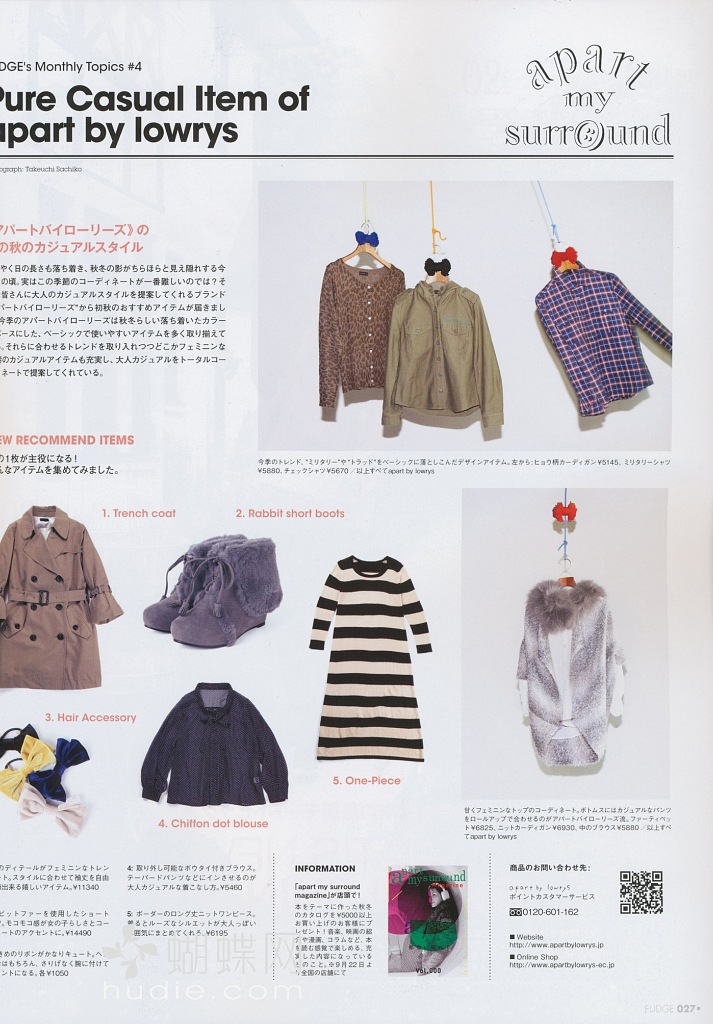 DGE's Monthly Topics #4
Pure Casual Item of
apart by lowrys
apart
my
surround
ograph: Takeuchi Sachiko
アパートバイローリーズ》の
の秋のカジュアルスタイル
やく日の長さも落ち着き、秋冬の影がちらほらと見え隠れする今
の頃。実はこの季節のコーディネートが一番難しいのでは？そ
皆さんに大人のカジュアルスタイルを提案してくれるブランド
パートバイローリーズ"から初秋のおすすめアイテムが届きまし
今季のアパートバイローリーズは秋冬らしい落ち着いたカラー
ベースにした、ベーシックで使いやすいアイテムを多く取り揃えて
。それらに合わせるトレンドを取り入れつつどこかフェミニンな
のカジュアルアイテムも充実し、大人カジュアルをトータルコー
ネートで提案してくれている。
今季のトレンド、"ミリタリー"や"トラッド"をベーシックに落としこんだデザインアイテム。左から：ヒョウ柄カーディガン¥5145、ミリタリーシャツ
¥5880、チェックシャツ¥5670／以上すべてapart by lowrys
EW RECOMMEND ITEMS
の1枚が主役になる！
んなアイテムを集めてみました。
1. Trench coat
2. Rabbit short boots
3. Hair Accessory
4. Chiffon dot blouse
5. One-Piece
甘くフェミニンなトップのコーディネート。ボトムスにはカジュアルなパンツ
をロールアップで合わせるのがアパートバイローリーズ流。ファーティペッ
ト¥6825、ニットカーディガン¥6930、中のブラウス¥5880／以上すべ
てapart by lowrys
のディテールがフェミニンなトレン
ート。スタイルに合わせて袖丈を自由
出来る嬉しいアイテム。¥11340
ビットファーを使用したショート
。モコモコ感が女の子らしさとコー
ートのアクセントに。¥14490
きめのリボンがかなりキュート。ヘ
はもちろん、さりげなく腕に付けて
ントになる。各¥1050
4: 取り外し可能なボウタイ付きブラウス。
テーパードパンツなどにインさせるのが
大人カジュアルな着こなし方。¥5460
5: ボーダーのロング丈ニットワンピース。
着るとルーズなシルエットが大人っぽい
囲気にまとめてくれる。¥6195
INFORMATION
「apart my surround
magazine」が店頭で！
本をテーマに作った秋冬
のカタログを¥5000以上
お買い上げのお客様にプ
レゼント！音楽、映画の紹
介や漫画、コラムなど、本
を読む感覚で楽しめる、充
実した内容になっている
とのこと。※9月22日よ
り全国の店舗にて
apart
my surround
magazine
Vol.000
商品のお問い合わせ先：
apart by lowrys
ポイントカスタマーサービス
0120-601-162
■ Website
http://www.apartbylowrys.jp
■ Online Shop
http://www.apartbylowrys-ec.jp
蝴蝶网
hudie.com
FUDGE 027